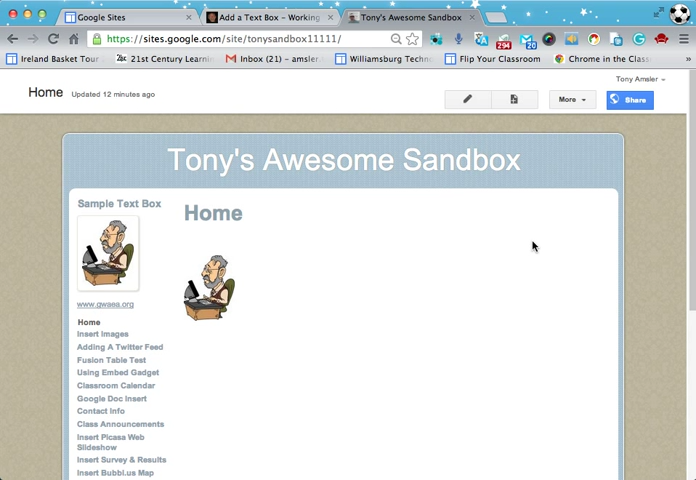 Google Sites
Add a Text Box - Working
Tony's Awesome Sandbox
https://sites.google.com/site/tonysandbox11111/
294
20
Ireland Basket Tour
21st Century Learnin
Inbox (21) - amsler
Williamsburg Techn
Flip Your Classroom
Chrome in the Class
Tony Amsler
Home Updated 12 minutes ago
More
Share
Tony's Awesome Sandbox
Sample Text Box
Home
www.gwaea.org
Home
Insert Images
Adding A Twitter Feed
Fusion Table Test
Using Embed Gadget
Classroom Calendar
Google Doc Insert
Contact Info
Class Announcements
Insert Picasa Web
Slideshow
Insert Survey & Results
Insert Bubbl.us Map